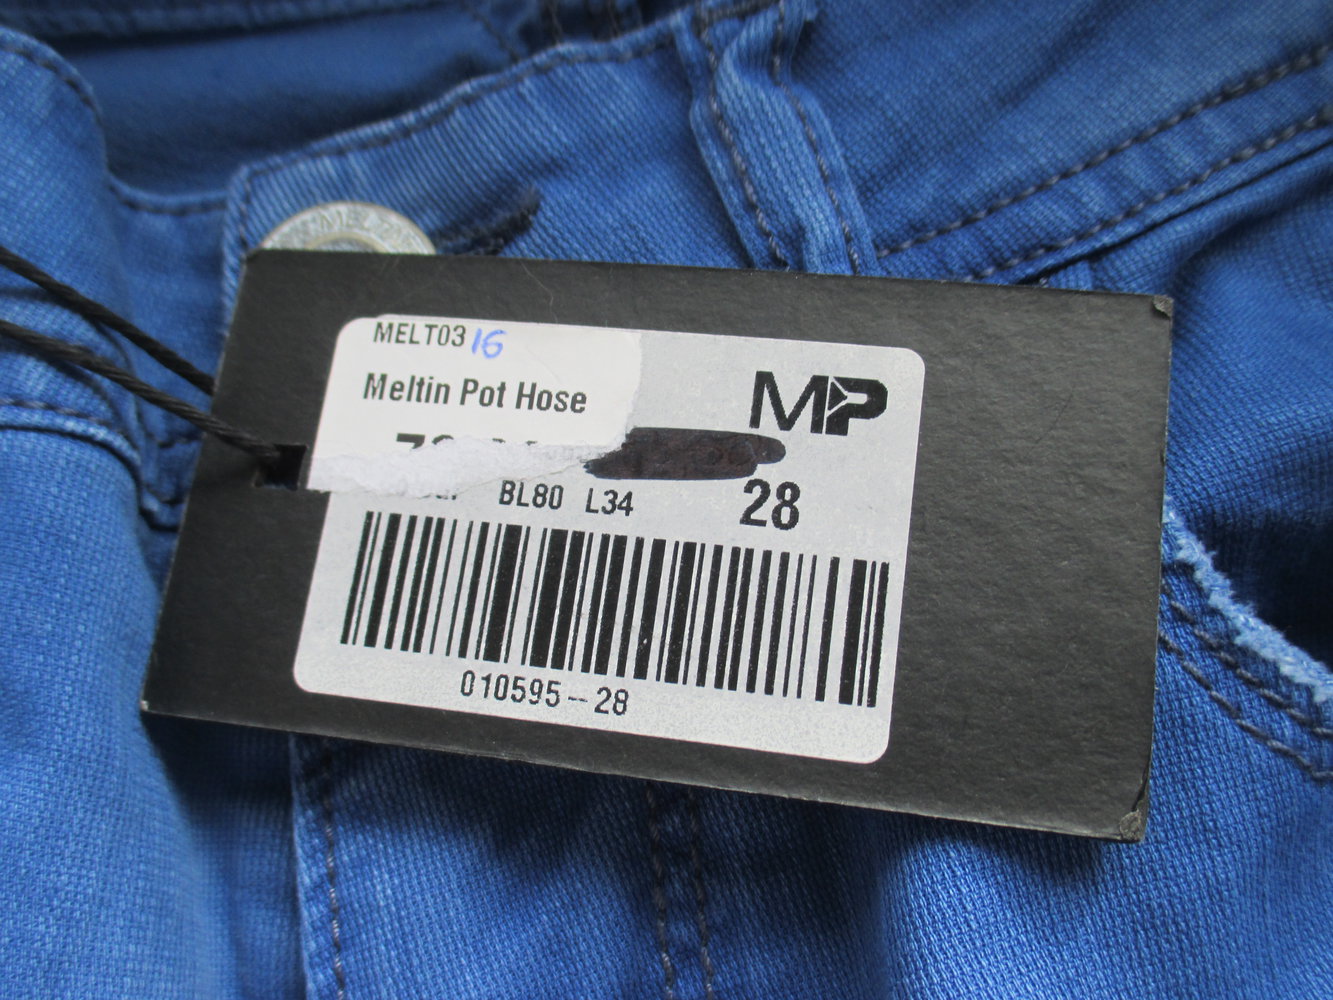 MELT03 16
Meltin Pot Hose
MP
BL80 L34 28
010595-28